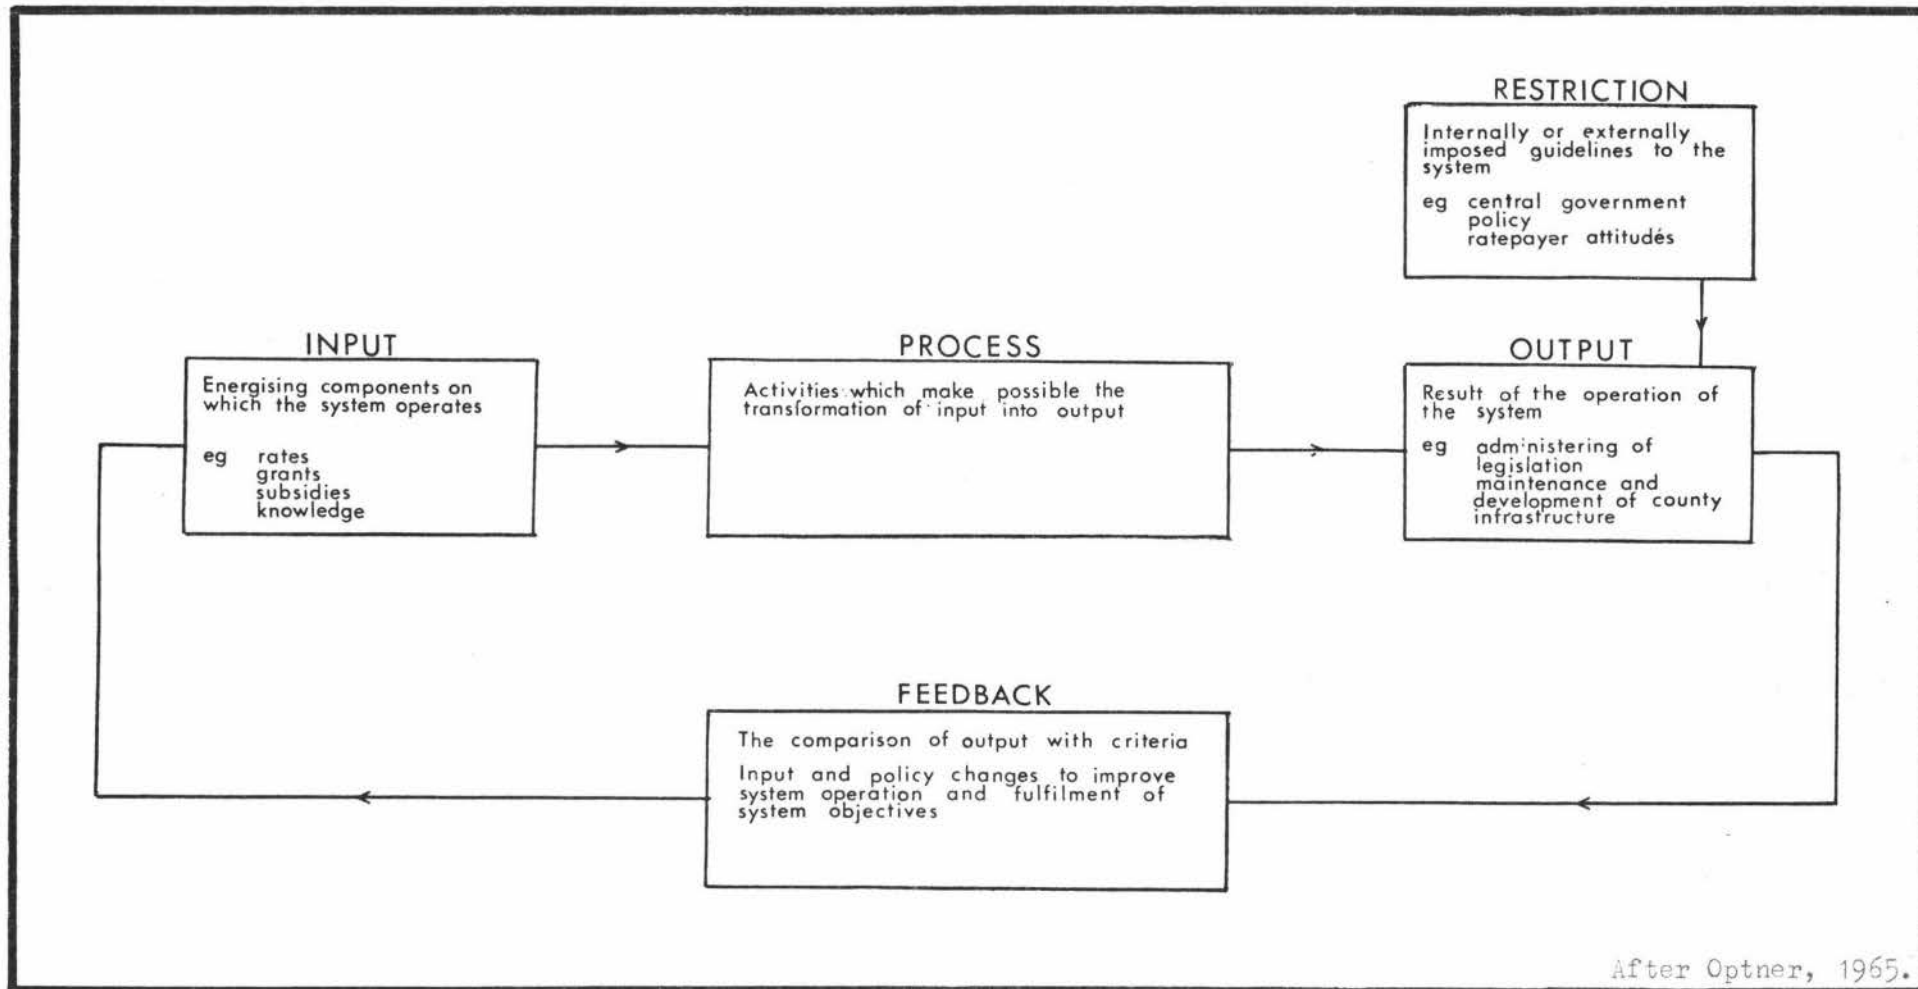 RESTRICTION
Internally or externally
imposed guidelines to the
system
eg central government
policy
ratepayer attitudés
INPUT
Energising components on
which the system operates
eg rates
grants
subsidies
knowledge
PROCESS
Activities which make possible the
transformation of input into output
OUTPUT
Result of the operation of
the system
eg administering of
legislation
maintenance and
development of county
infrastructure
FEEDBACK
The comparison of output with criteria
Input and policy changes to improve
system operation and fulfilment of
system objectives
After Optner, 1965.